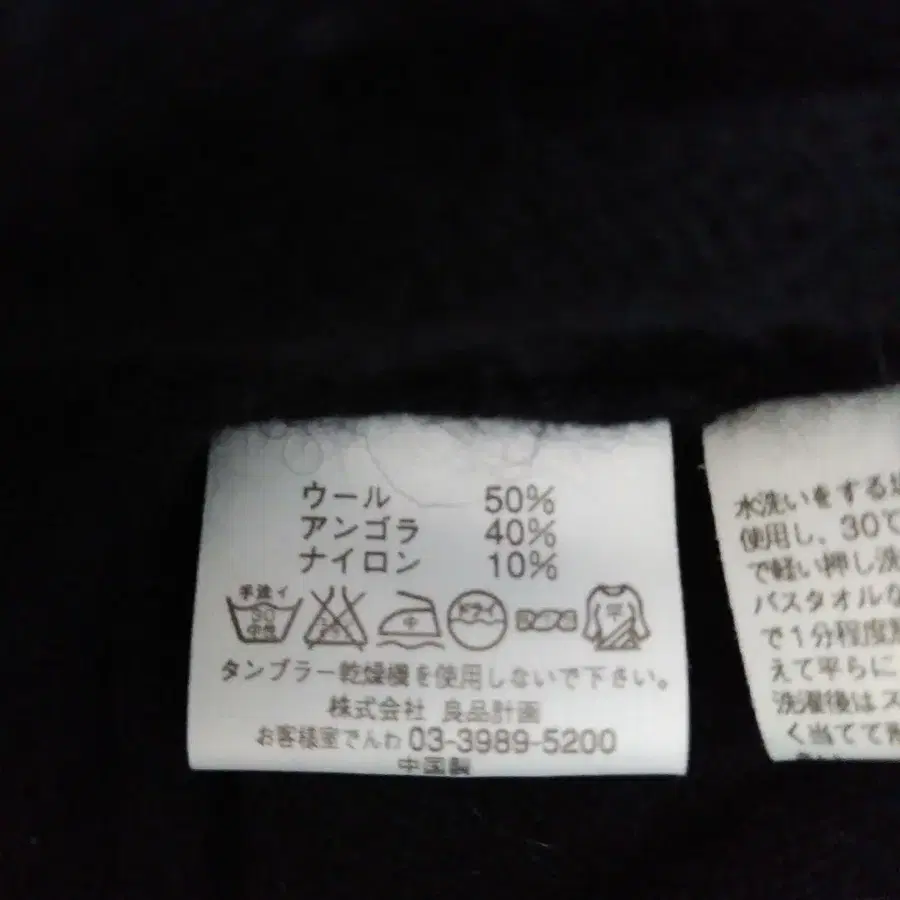 ウール 50%
アンゴラ 40%
ナイロン 10%
手洗イ
30
中性
中
ドライ
平
タンブラー乾燥機を使用しないで下さい。
株式会社 良品計画
お客様室でんわ 03-3989-5200
中国製
水洗いをする
使用し、30℃
で軽い押し洗
バスタオルな
で1分程度
えて平らに
洗濯後はス
く当てて